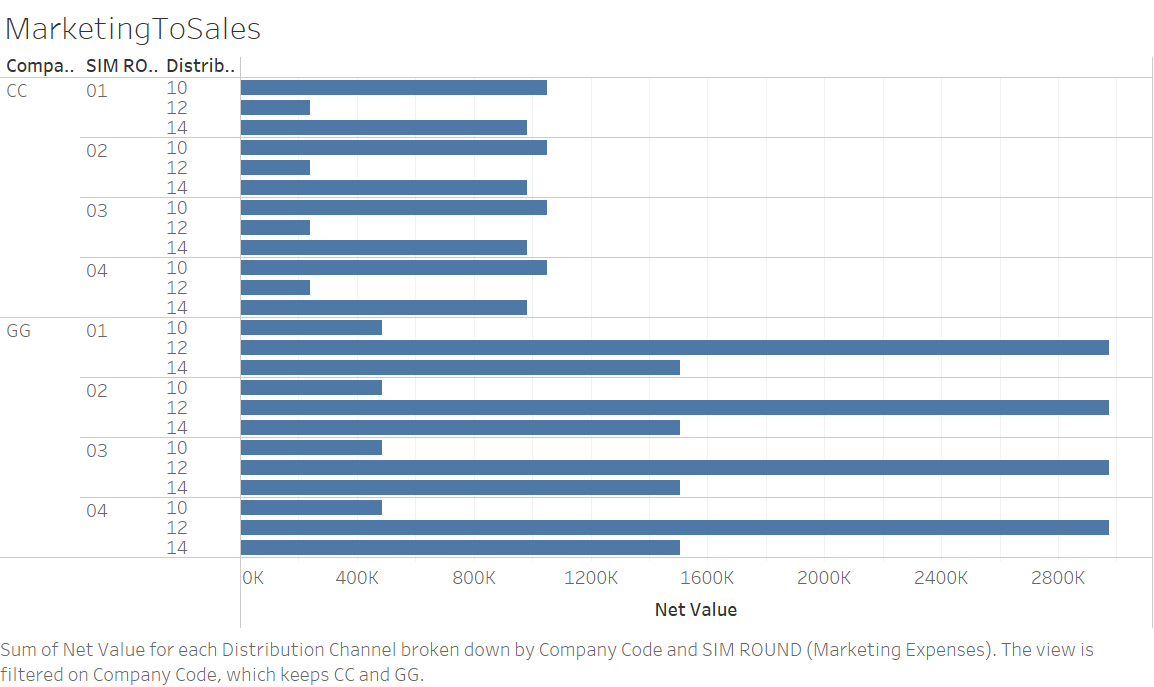 MarketingToSales
Compa.. SIM RO.. Distrib..
CC 01 10
12
14
02 10
12
14
03 10
12
14
04 10
12
14
GG 01 10
12
14
02 10
12
14
03 10
12
14
04 10
12
14
0K 400K 800K 1200K 1600K 2000K 2400K 2800K
Net Value
Sum of Net Value for each Distribution Channel broken down by Company Code and SIM ROUND (Marketing Expenses). The view is
filtered on Company Code, which keeps CC and GG.